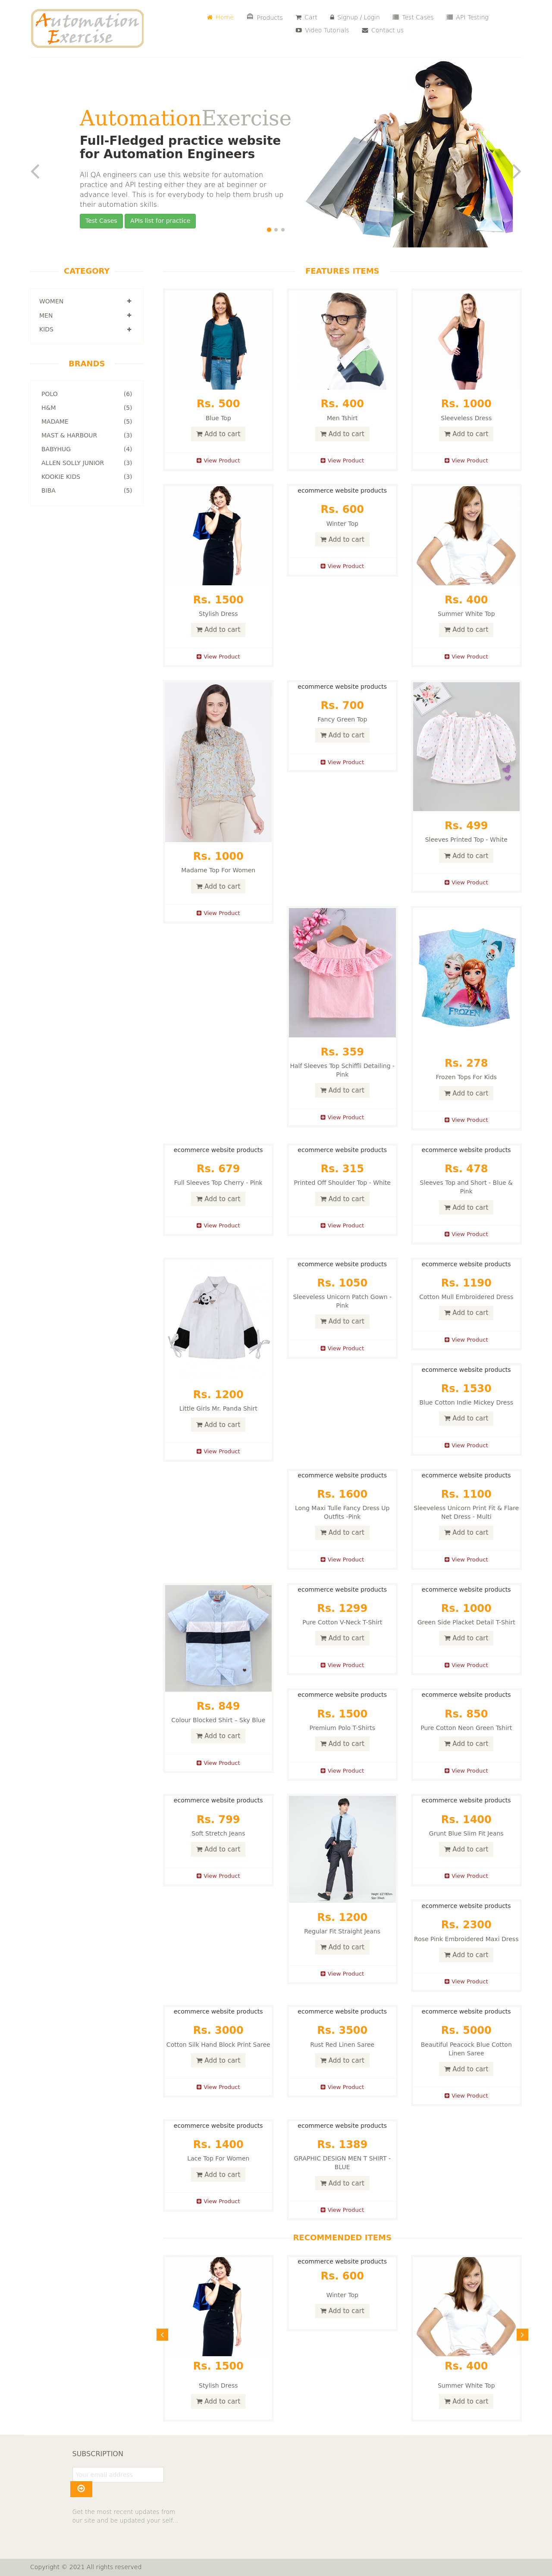 Automation
Exercise
Home
Products
Cart
Signup / Login
Test Cases
API Testing
Video Tutorials
Contact us
AutomationExercise
Full-Fledged practice website
for Automation Engineers
All QA engineers can use this website for automation
practice and API testing either they are at beginner or
advance level. This is for everybody to help them brush up
their automation skills.
Test Cases
APIs list for practice
CATEGORY
WOMEN
MEN
KIDS
BRANDS
POLO (6)
H&M (5)
MADAME (5)
MAST & HARBOUR (3)
BABYHUG (4)
ALLEN SOLLY JUNIOR (3)
KOOKIE KIDS (3)
BIBA (5)
FEATURES ITEMS
Rs. 500
Blue Top
Add to cart
View Product
Rs. 400
Men Tshirt
Add to cart
View Product
Rs. 1000
Sleeveless Dress
Add to cart
View Product
Rs. 1500
Stylish Dress
Add to cart
View Product
ecommerce website products
Rs. 600
Winter Top
Add to cart
View Product
Rs. 400
Summer White Top
Add to cart
View Product
Rs. 1000
Madame Top For Women
Add to cart
View Product
ecommerce website products
Rs. 700
Fancy Green Top
Add to cart
View Product
Rs. 499
Sleeves Printed Top - White
Add to cart
View Product
Rs. 359
Half Sleeves Top Schiffli Detailing -
Pink
Add to cart
View Product
FROZEN
Rs. 278
Frozen Tops For Kids
Add to cart
View Product
ecommerce website products
Rs. 679
Full Sleeves Top Cherry - Pink
Add to cart
View Product
ecommerce website products
Rs. 315
Printed Off Shoulder Top - White
Add to cart
View Product
ecommerce website products
Rs. 478
Sleeves Top and Short - Blue &
Pink
Add to cart
View Product
Rs. 1200
Little Girls Mr. Panda Shirt
Add to cart
View Product
ecommerce website products
Rs. 1050
Sleeveless Unicorn Patch Gown -
Pink
Add to cart
View Product
ecommerce website products
Rs. 1190
Cotton Mull Embroidered Dress
Add to cart
View Product
ecommerce website products
Rs. 1530
Blue Cotton Indie Mickey Dress
Add to cart
View Product
ecommerce website products
Rs. 1600
Long Maxi Tulle Fancy Dress Up
Outfits -Pink
Add to cart
View Product
ecommerce website products
Rs. 1100
Sleeveless Unicorn Print Fit & Flare
Net Dress - Multi
Add to cart
View Product
Rs. 849
Colour Blocked Shirt – Sky Blue
Add to cart
View Product
ecommerce website products
Rs. 1299
Pure Cotton V-Neck T-Shirt
Add to cart
View Product
ecommerce website products
Rs. 1000
Green Side Placket Detail T-Shirt
Add to cart
View Product
ecommerce website products
Rs. 1500
Premium Polo T-Shirts
Add to cart
View Product
ecommerce website products
Rs. 850
Pure Cotton Neon Green Tshirt
Add to cart
View Product
ecommerce website products
Rs. 799
Soft Stretch Jeans
Add to cart
View Product
Rs. 1200
Regular Fit Straight Jeans
Add to cart
View Product
ecommerce website products
Rs. 1400
Grunt Blue Slim Fit Jeans
Add to cart
View Product
ecommerce website products
Rs. 2300
Rose Pink Embroidered Maxi Dress
Add to cart
View Product
ecommerce website products
Rs. 3000
Cotton Silk Hand Block Print Saree
Add to cart
View Product
ecommerce website products
Rs. 3500
Rust Red Linen Saree
Add to cart
View Product
ecommerce website products
Rs. 5000
Beautiful Peacock Blue Cotton
Linen Saree
Add to cart
View Product
ecommerce website products
Rs. 1400
Lace Top For Women
Add to cart
View Product
ecommerce website products
Rs. 1389
GRAPHIC DESIGN MEN T SHIRT -
BLUE
Add to cart
View Product
RECOMMENDED ITEMS
Rs. 1500
Stylish Dress
Add to cart
ecommerce website products
Rs. 600
Winter Top
Add to cart
Rs. 400
Summer White Top
Add to cart
SUBSCRIPTION
Your email address
Get the most recent updates from
our site and be updated your self..
Copyright © 2021 All rights reserved